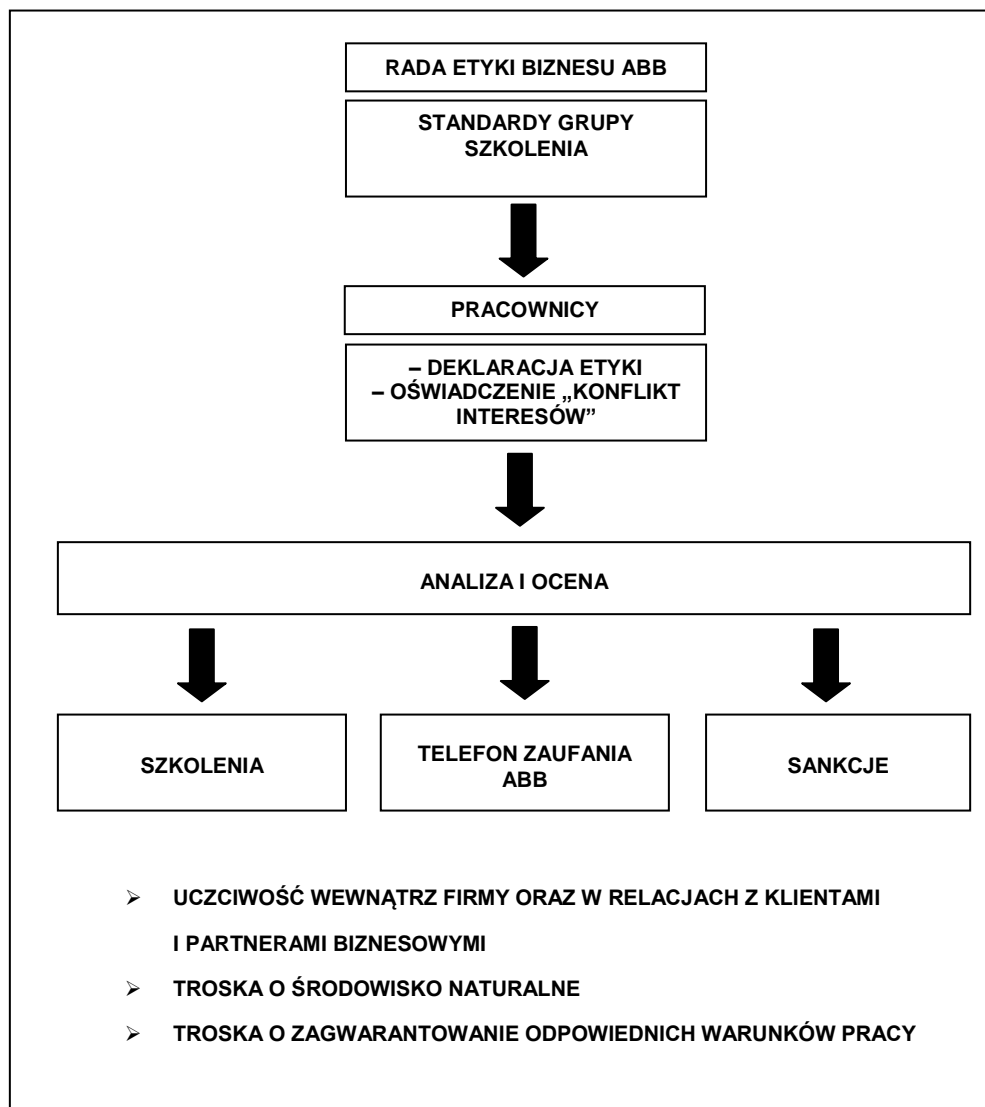 RADA ETYKI BIZNESU ABB
STANDARDY GRUPY
SZKOLENIA
PRACOWNICY
– DEKLARACJA ETYKI
– OŚWIADCZENIE „KONFLIKT
INTERESÓW”
ANALIZA I OCENA
SZKOLENIA
TELEFON ZAUFANIA
ABB
SANKCJE
➢ UCZCIWOŚĆ WEWNĄTRZ FIRMY ORAZ W RELACJACH Z KLIENTAMI
I PARTNERAMI BIZNESOWYMI
➢ TROSKA O ŚRODOWISKO NATURALNE
➢ TROSKA O ZAGWARANTOWANIE ODPOWIEDNICH WARUNKÓW PRACY